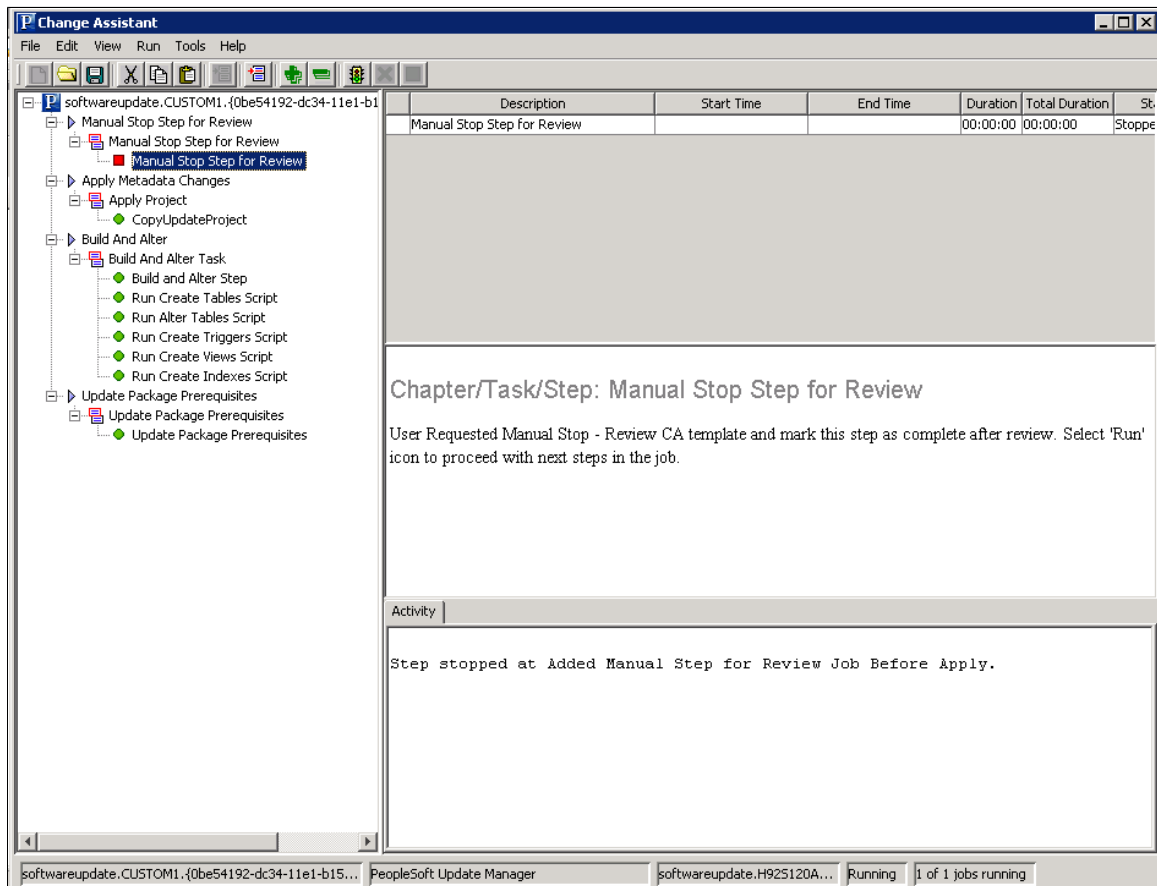 Change Assistant
File Edit View Run Tools Help
softwareupdate.CUSTOM1.{0be54192-dc34-11e1-b1
Manual Stop Step for Review
Manual Stop Step for Review
Manual Stop Step for Review
Apply Metadata Changes
Apply Project
CopyUpdateProject
Build And Alter
Build And Alter Task
Build and Alter Step
Run Create Tables Script
Run Alter Tables Script
Run Create Triggers Script
Run Create Views Script
Run Create Indexes Script
Update Package Prerequisites
Update Package Prerequisites
Update Package Prerequisites
Description Start Time End Time Duration Total Duration St
Manual Stop Step for Review 00:00:00 00:00:00 Stoppe
Chapter/Task/Step: Manual Stop Step for Review
User Requested Manual Stop - Review CA template and mark this step as complete after review. Select 'Run'
icon to proceed with next steps in the job.
Activity
Step stopped at Added Manual Step for Review Job Before Apply.
softwareupdate.CUSTOM1.{0be54192-dc34-11e1-b15... PeopleSoft Update Manager softwareupdate.H92S120A... Running 1 of 1 jobs running